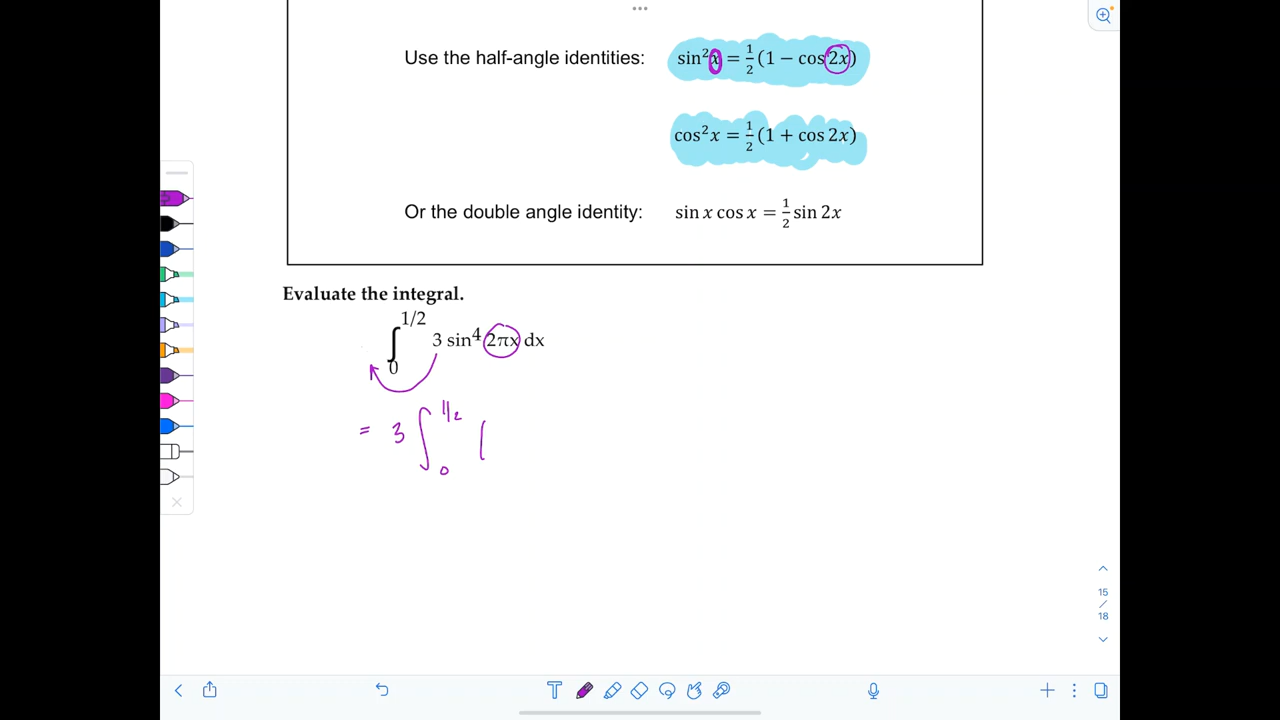 Use the half-angle identities: sin²x = 1/2 (1 − cos 2x)
cos²x = 1/2 (1 + cos 2x)
Or the double angle identity: sin x cos x = 1/2 sin 2x
Evaluate the integral.
∫₀^1/2 3 sin⁴ 2πx dx
= 3 ∫₀^1/2 (
15
/
18
T